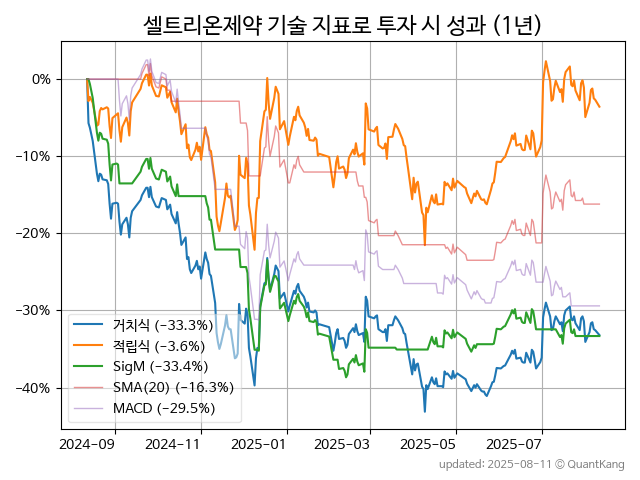 셀트리온제약 기술 지표로 투자 시 성과 (1년)
0%
−10%
−20%
−30%
−40%
거치식 (−33.3%)
적립식 (−3.6%)
SigM (−33.4%)
SMA(20) (−16.3%)
MACD (−29.5%)
2024−09 2024−11 2025−01 2025−03 2025−05 2025−07
updated: 2025−08−11 © QuantKang